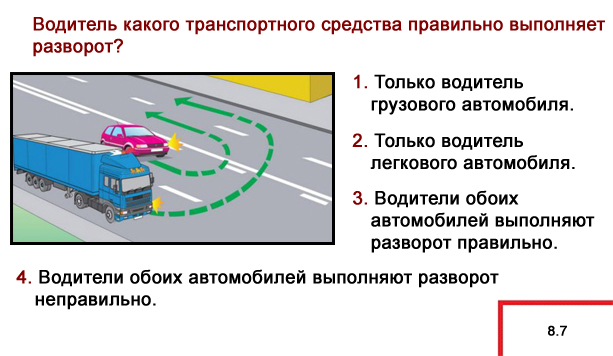 Водитель какого транспортного средства правильно выполняет
разворот?
1. Только водитель
грузового автомобиля.
2. Только водитель
легкового автомобиля.
3. Водители обоих
автомобилей выполняют
разворот правильно.
4. Водители обоих автомобилей выполняют разворот
неправильно.
8.7